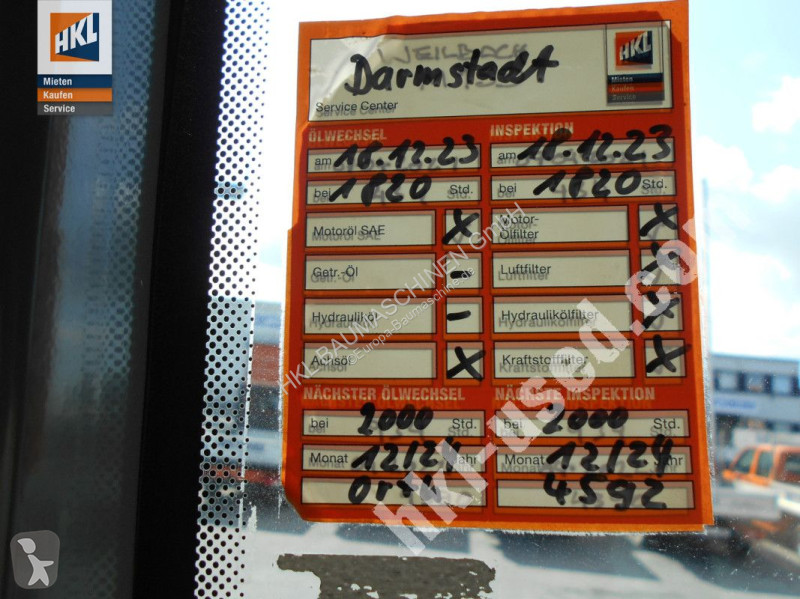 HKL
Mieten
Kaufen
Service
Darmstadt
Service Center
HKL
Mieten
Kaufen
Service
ÖLWECHSEL INSPEKTION
am 18.12.23 am 18.12.23
bei 1820 Std. bei 1820 Std.
Motoröl SAE X Motor-Ölfilter X
Getr.-Öl - Luftfilter -
Hydrauliköl - Hydraulikölfilter X
Achsöl X Kraftstofffilter X
NÄCHSTER ÖLWECHSEL NÄCHSTE INSPEKTION
bei 2000 Std. bei 2000 Std.
Monat 12/24 Jahr Monat 12/24 Jahr
4592
HKL BAUMASCHINEN GmbH
hkl-used.com